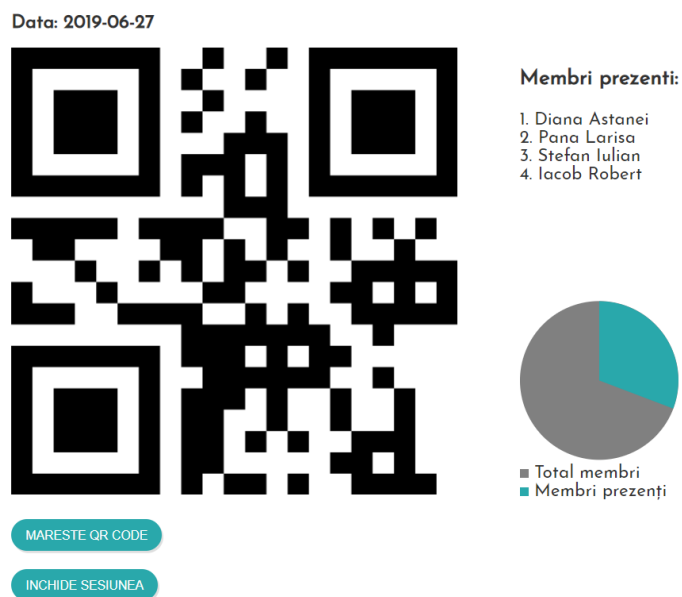 Data: 2019-06-27
Membri prezenti:
1. Diana Astanei
2. Pana Larisa
3. Stefan Iulian
4. Iacob Robert
Total membri
Membri prezenți
MARESTE QR CODE
INCHIDE SESIUNEA